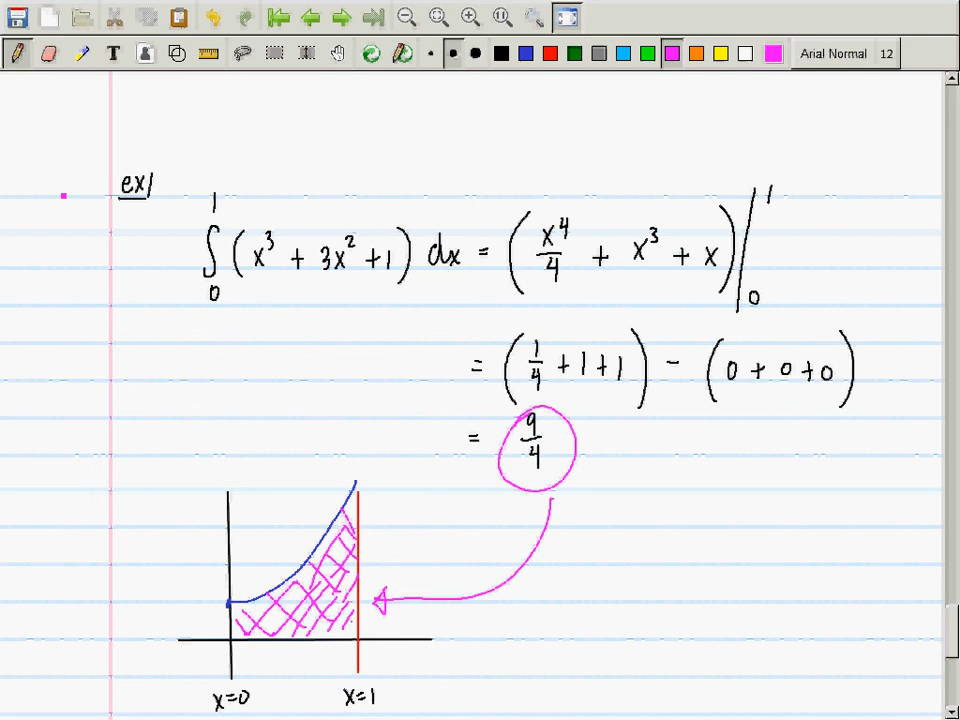 Arial Normal 12
ex/
∫₀¹ (x³ + 3x² + 1) dx = (x⁴/4 + x³ + x) |₀¹
= (1/4 + 1 + 1) − (0 + 0 + 0)
= 9/4
x=0 x=1